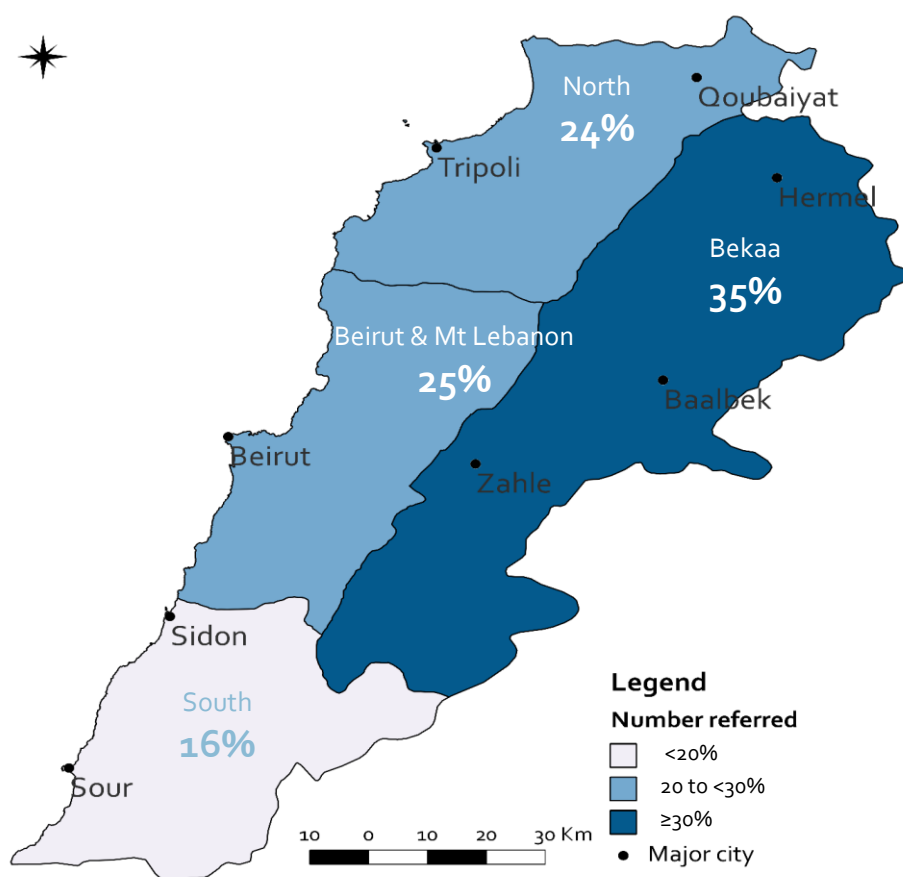 North
24%
Qoubaiyat
Tripoli
Hermel
Bekaa
35%
Beirut & Mt Lebanon
25%
Baalbek
Beirut
Zahle
Sidon
South
16%
Sour
Legend
Number referred
<20%
20 to <30%
≥30%
Major city
10 0 10 20 30 Km